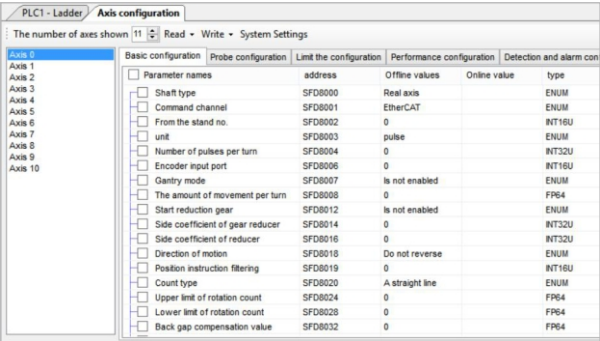 PLC1 - Ladder Axis configuration
The number of axes shown 11 Read Write System Settings
Axis 0
Axis 1
Axis 2
Axis 3
Axis 4
Axis 5
Axis 6
Axis 7
Axis 8
Axis 9
Axis 10
Basic configuration Probe configuration Limit the configuration Performance configuration Detection and alarm con
Parameter names address Offline values Online value type
Shaft type SFD8000 Real axis ENUM
Command channel SFD8001 EtherCAT ENUM
From the stand no. SFD8002 0 INT16U
unit SFD8003 pulse ENUM
Number of pulses per turn SFD8004 0 INT32U
Encoder input port SFD8006 0 INT16U
Gantry mode SFD8007 Is not enabled ENUM
The amount of movement per turn SFD8008 0 FP64
Start reduction gear SFD8012 Is not enabled ENUM
Side coefficient of gear reducer SFD8014 0 INT32U
Side coefficient of reducer SFD8016 0 INT32U
Direction of motion SFD8018 Do not reverse ENUM
Position instruction filtering SFD8019 0 INT16U
Count type SFD8020 A straight line ENUM
Upper limit of rotation count SFD8024 0 FP64
Lower limit of rotation count SFD8028 0 FP64
Back gap compensation value SFD8032 0 FP64